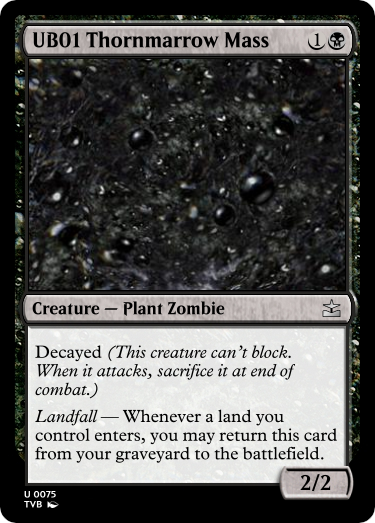 UB01 Thornmarrow Mass 1
Creature — Plant Zombie
Decayed (This creature can't block.
When it attacks, sacrifice it at end of
combat.)
Landfall — Whenever a land you
control enters, you may return this card
from your graveyard to the battlefield.
2/2
U 0075
TVB